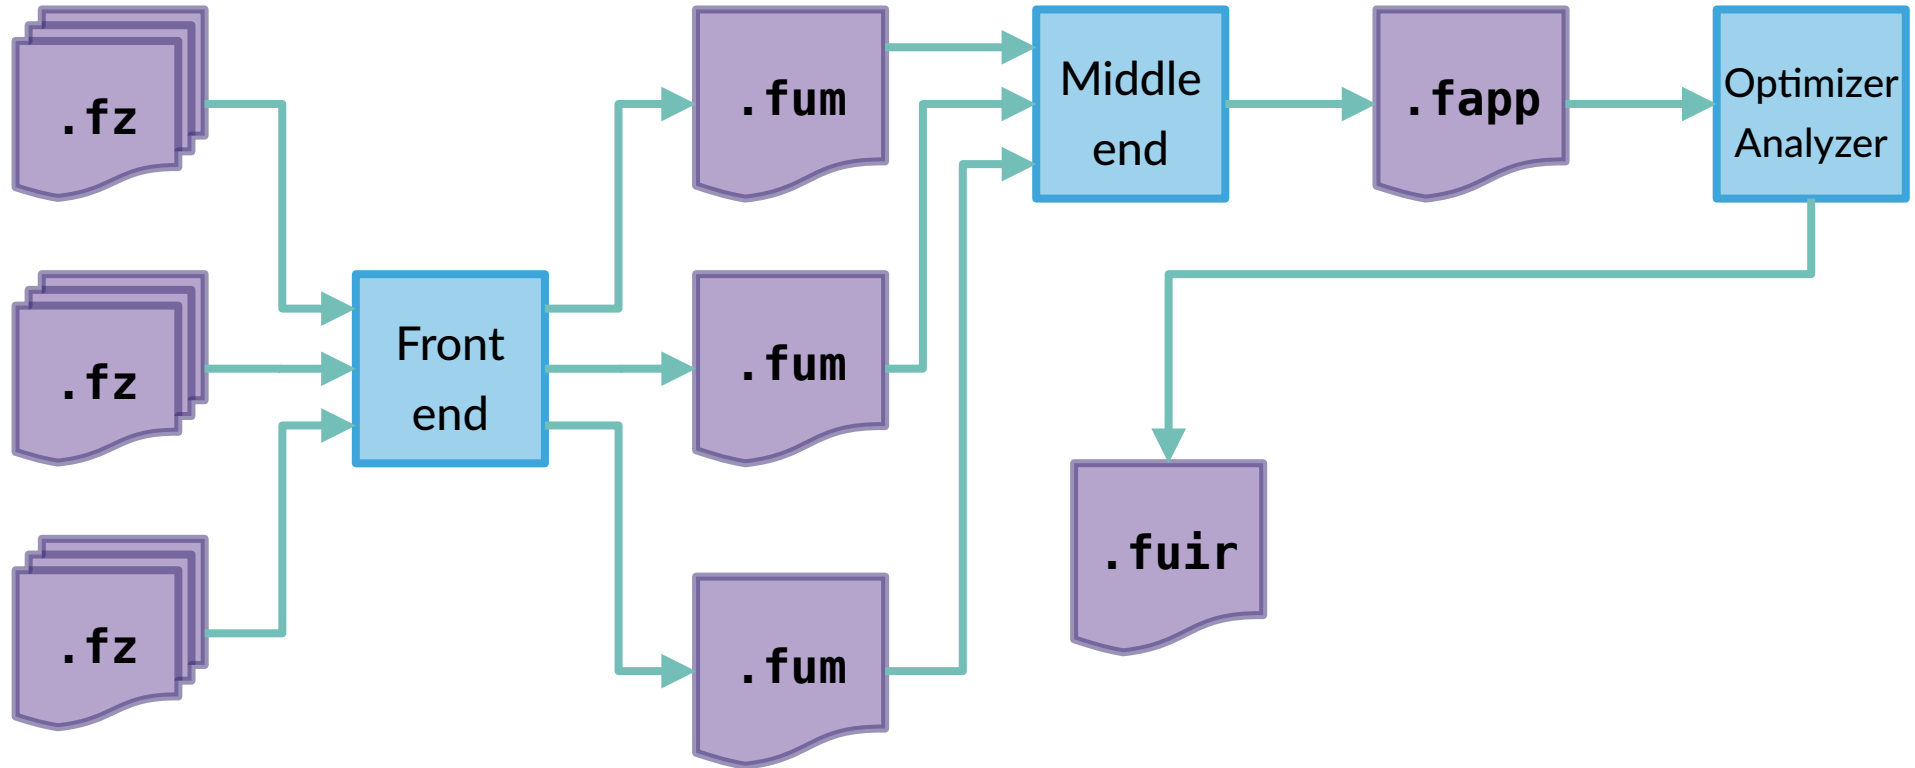 .fz
.fum
Middle
end
.fapp
Optimizer
Analyzer
.fz
Front
end
.fum
.fuir
.fz
.fum